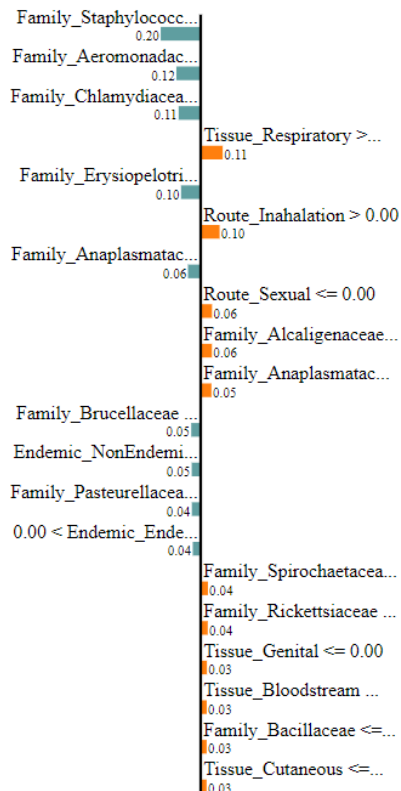 Family_Staphylococc...
0.20
Family_Aeromonadac...
0.12
Family_Chlamydiacea...
0.11
Tissue_Respiratory >...
0.11
Family_Erysiopelotri...
0.10
Route_Inahalation > 0.00
0.10
Family_Anaplasmatac...
0.06
Route_Sexual <= 0.00
0.06
Family_Alcaligenaceae...
0.06
Family_Anaplasmatac...
0.05
Family_Brucellaceae ...
0.05
Endemic_NonEndemi...
0.05
Family_Pasteurellacea...
0.04
0.00 < Endemic_Ende...
0.04
Family_Spirochaetacea...
0.04
Family_Rickettsiaceae ...
0.04
Tissue_Genital <= 0.00
0.03
Tissue_Bloodstream ...
0.03
Family_Bacillaceae <=...
0.03
Tissue_Cutaneous <=...
0.03